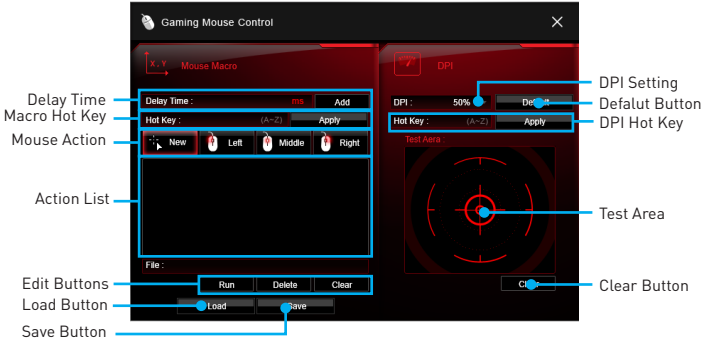 Gaming Mouse Control
X , Y
Mouse Macro
DPI
Delay Time
Delay Time :
ms
Add
Macro Hot Key
Hot Key :
(A~Z)
Apply
Mouse Action
New
Left
Middle
Right
Action List
File :
Edit Buttons
Run
Delete
Clear
Load Button
Load
Save
Save Button
DPI :
50%
Default
DPI Setting
Defalut Button
Hot Key :
(A~Z)
Apply
DPI Hot Key
Test Aera :
Test Area
Clear
Clear Button